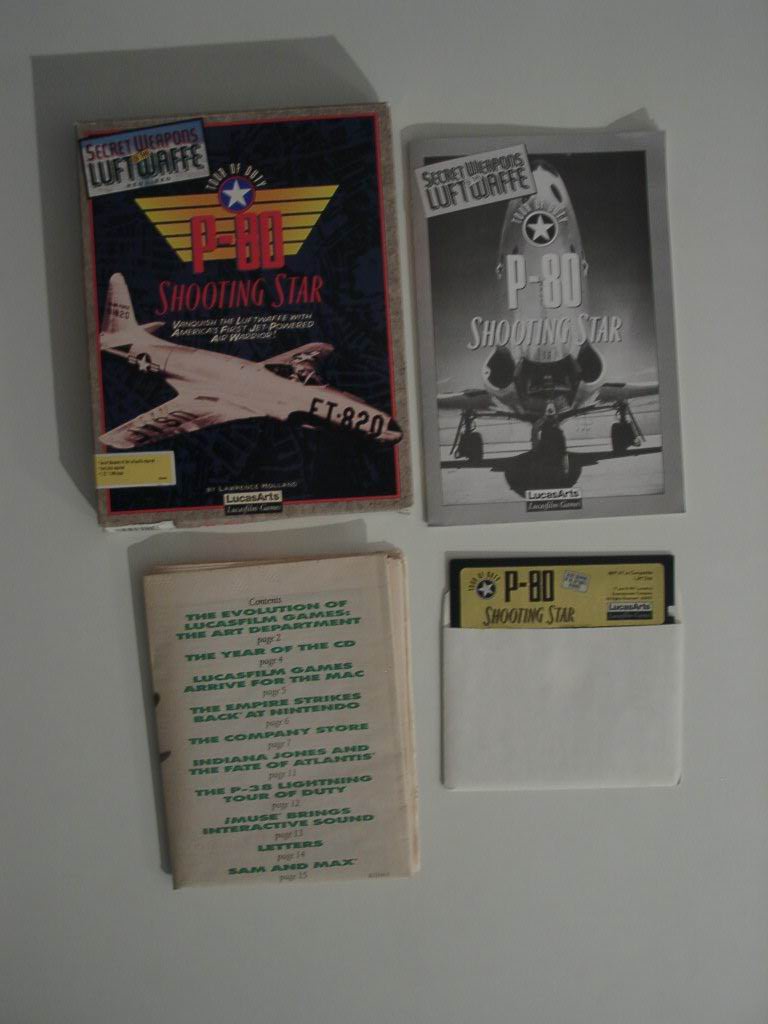 SECRET WEAPONS
OF THE
LUFTWAFFE
REQUIRED
TOUR OF DUTY
P-80
SHOOTING STAR
VANQUISH THE LUFTWAFFE WITH
AMERICA'S FIRST JET-POWERED
AIR WARRIOR!
FT-820
BY LAWRENCE HOLLAND
LucasArts
Lucasfilm Games
SECRET WEAPONS
OF THE
LUFTWAFFE
TOUR OF DUTY
P-80
SHOOTING STAR
LucasArts
Lucasfilm Games
Contents
THE EVOLUTION OF
LUCASFILM GAMES:
THE ART DEPARTMENT
page 2
THE YEAR OF THE CD
page 4
LUCASFILM GAMES
ARRIVE FOR THE MAC
page 5
THE EMPIRE STRIKES
BACK AT NINTENDO
page 6
THE COMPANY STORE
page 7
INDIANA JONES AND
THE FATE OF ATLANTIS
page 11
THE P-38 LIGHTNING
TOUR OF DUTY
page 12
iMUSE BRINGS
INTERACTIVE SOUND
page 13
LETTERS
page 14
SAM AND MAX
page 15
TOUR OF DUTY
P-80
SHOOTING STAR
LucasArts